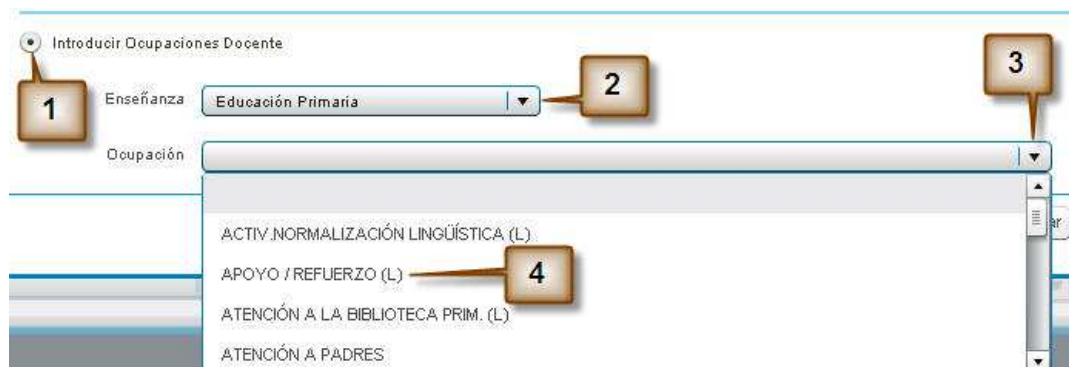 Introducir Ocupaciones Docente
3
2
1
Enseñanza Educación Primaria
Ocupación
ACTIV.NORMALIZACIÓN LINGÜÍSTICA (L)
APOYO / REFUERZO (L)
4
ATENCIÓN A LA BIBLIOTECA PRIM. (L)
ATENCIÓN A PADRES